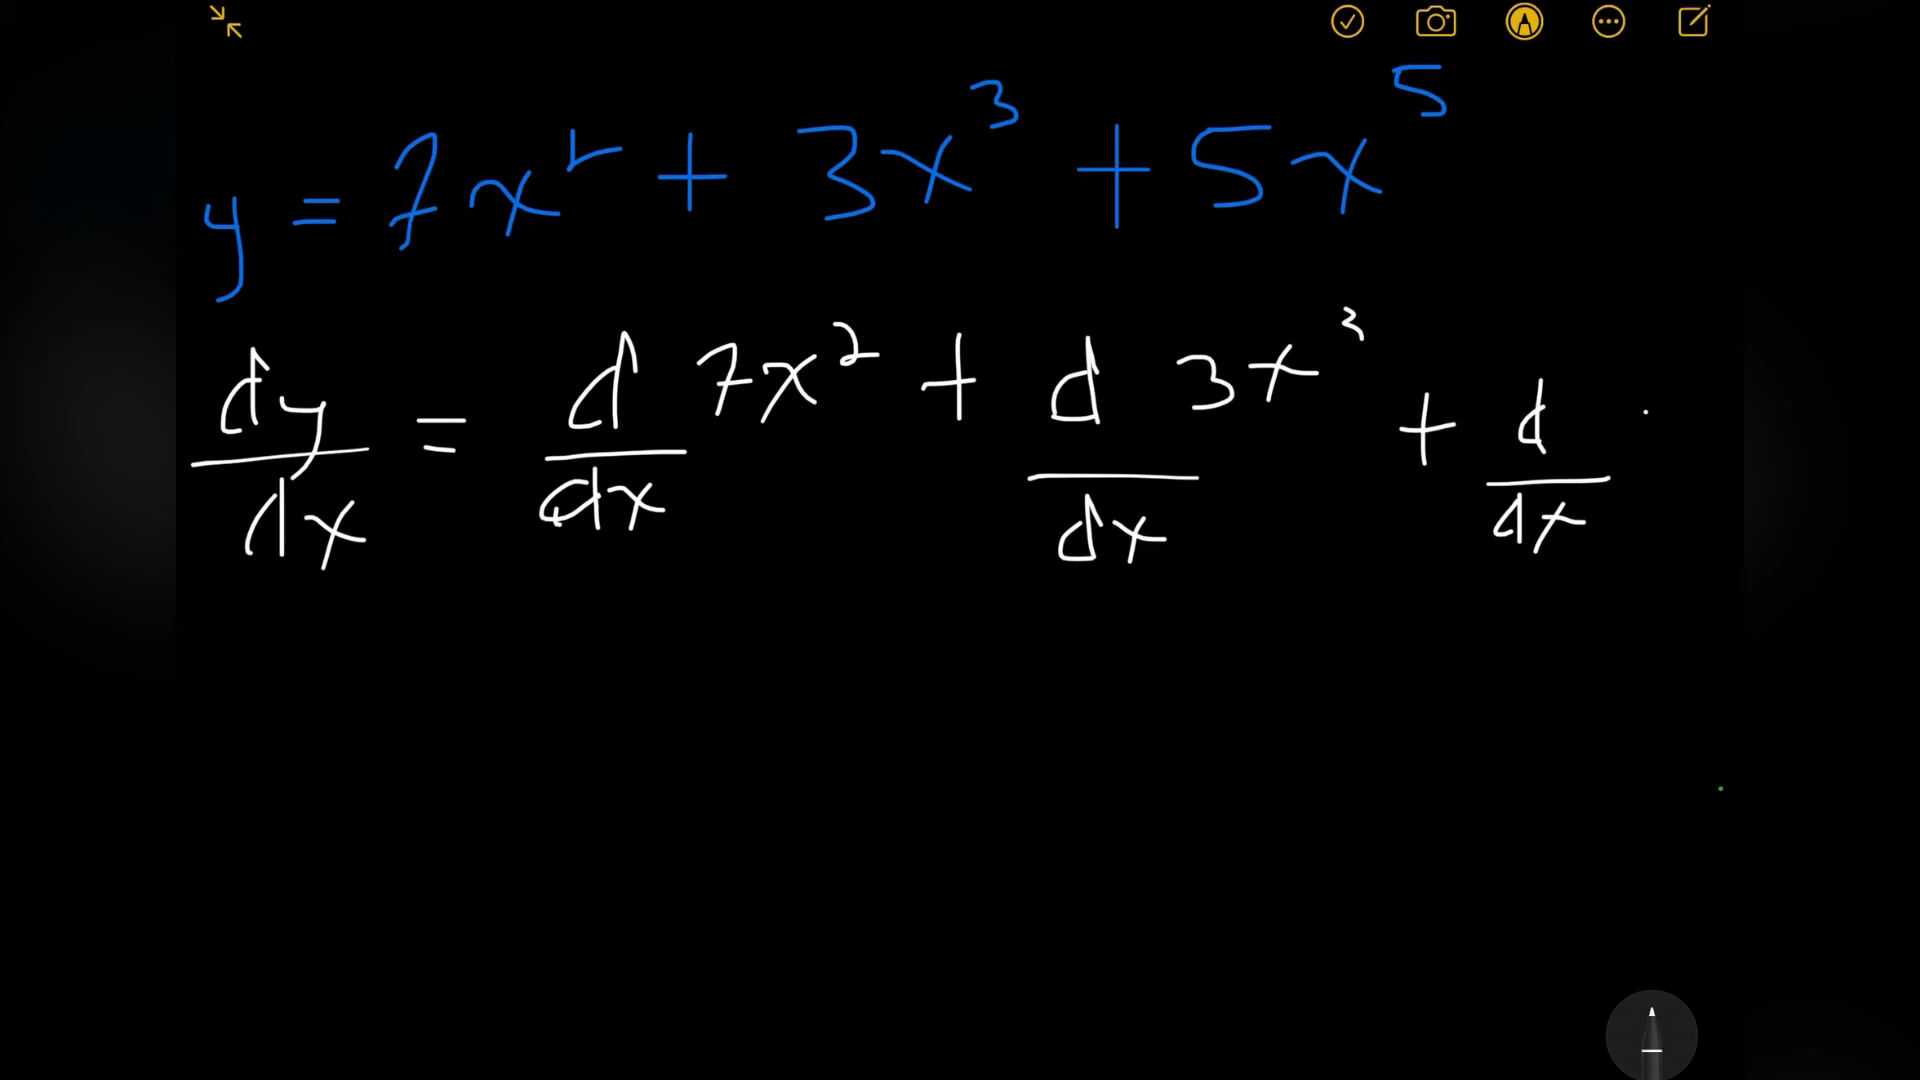 y = 7x² + 3x³ + 5x⁵
dy/dx = d/dx 7x² + d/dx 3x³ + d/dx